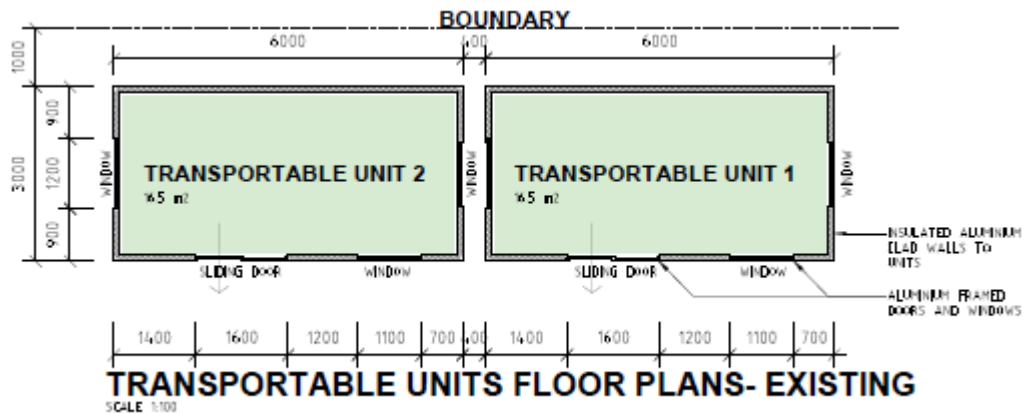 BOUNDARY
6000
400
6000
1000
900
3000
1200
900
WINDOW
TRANSPORTABLE UNIT 2
16.5 m2
WINDOW
TRANSPORTABLE UNIT 1
16.5 m2
WINDOW
SLIDING DOOR
WINDOW
SLIDING DOOR
WINDOW
INSULATED ALUMINIUM
CLAD WALLS TO
UNITS
ALUMINIUM FRAMED
DOORS AND WINDOWS
1400
1600
1200
1100
700
400
1400
1600
1200
1100
700
TRANSPORTABLE UNITS FLOOR PLANS- EXISTING
SCALE 1:100